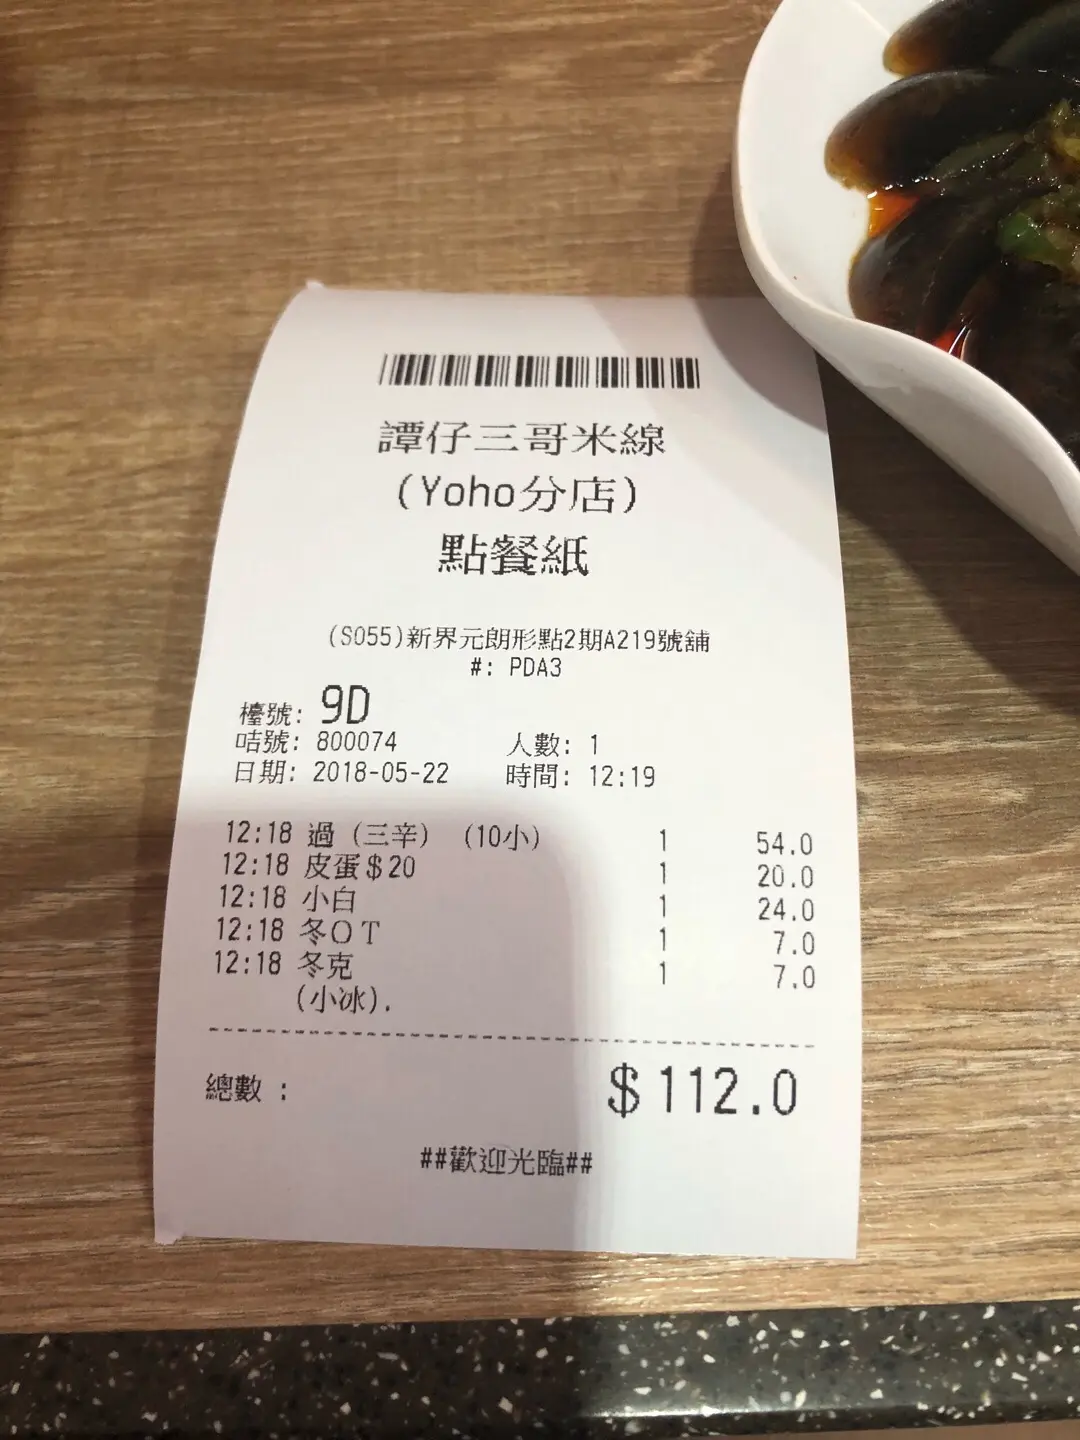 譚仔三哥米線
(Yoho分店)
點餐紙
(S055)新界元朗形點2期A219號舖
#: PDA3
檯號: 9D
咭號: 800074 人數: 1
日期: 2018-05-22 時間: 12:19
12:18 過 (三辛) (10小) 1 54.0
12:18 皮蛋$20 1 20.0
12:18 小白 1 24.0
12:18 冬OT 1 7.0
12:18 冬克 1 7.0
(小冰).
總數 : $112.0
##歡迎光臨##